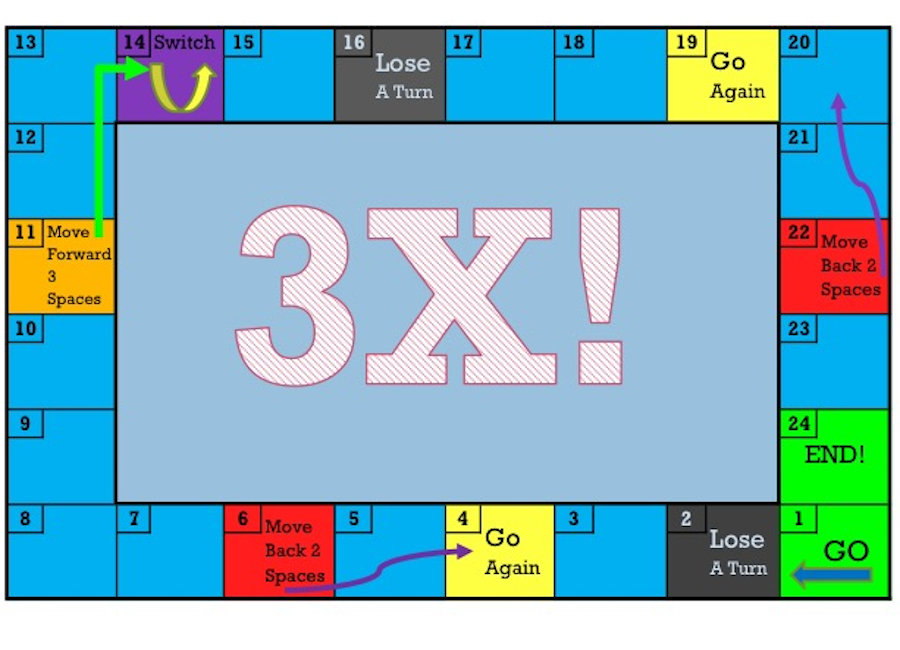 13
14 Switch
15
16 Lose
A Turn
17
18
19 Go
Again
20
12
21
11 Move
Forward
3
Spaces
3X!
22 Move
Back 2
Spaces
10
23
9
24
END!
8
7
6 Move
Back 2
Spaces
5
4 Go
Again
3
2 Lose
A Turn
1
GO